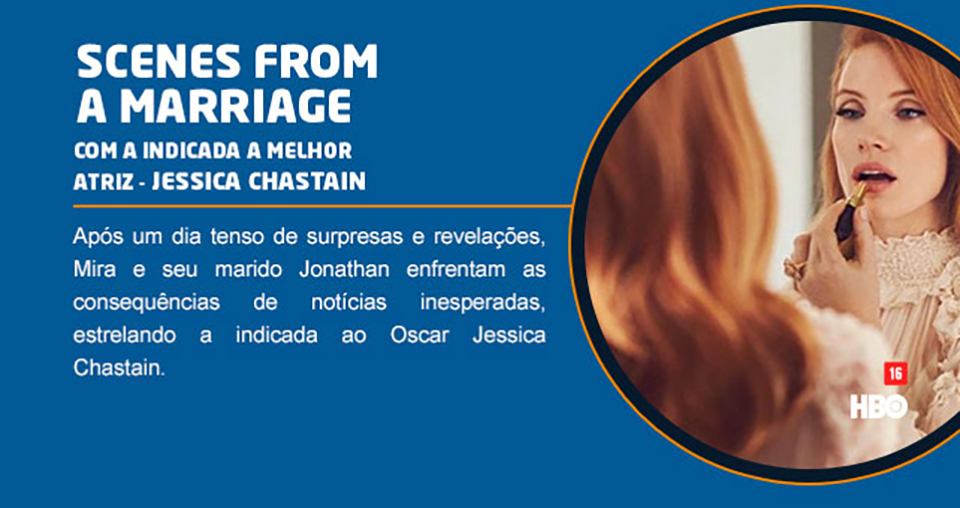 SCENES FROM
A MARRIAGE
COM A INDICADA A MELHOR
ATRIZ - JESSICA CHASTAIN
Após um dia tenso de surpresas e revelações,
Mira e seu marido Jonathan enfrentam as
consequências de notícias inesperadas,
estrelando a indicada ao Oscar Jessica
Chastain.
16
HBO